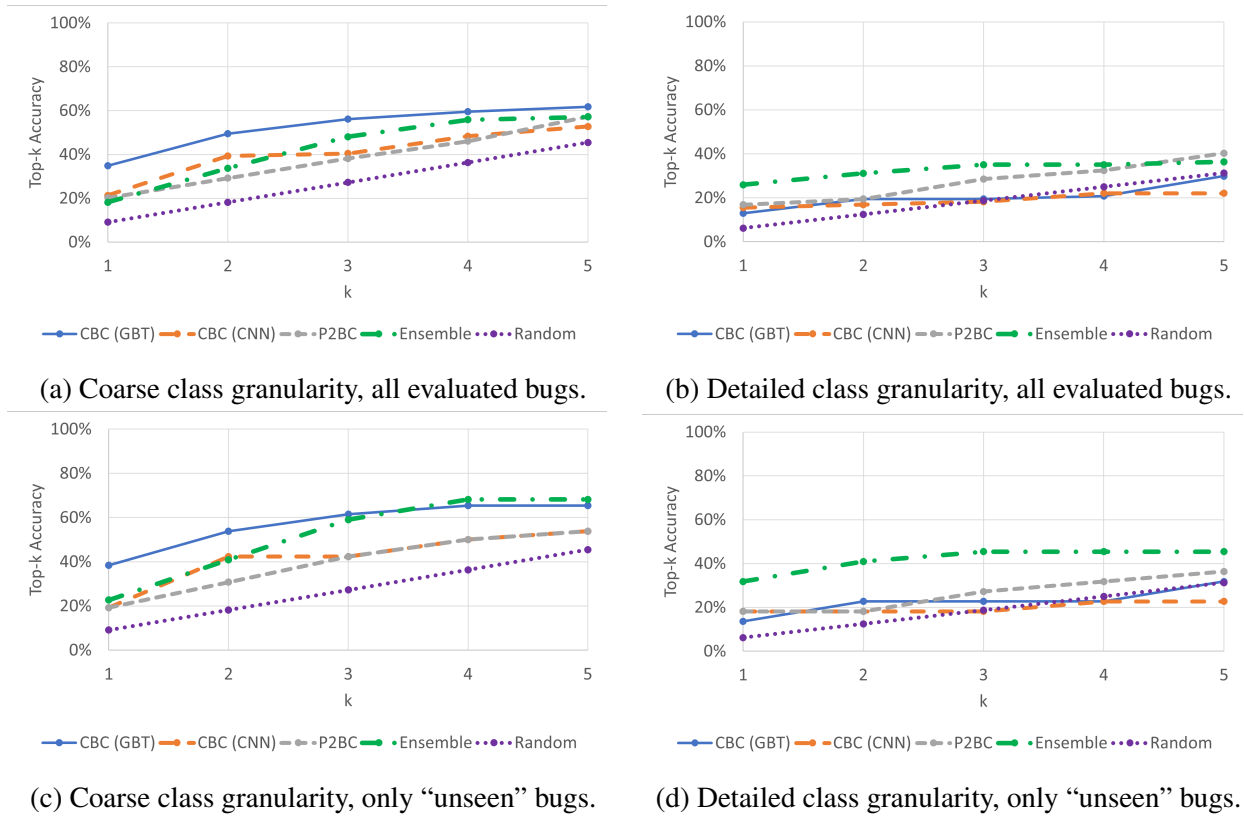 100%
80%
60%
40%
20%
0%
Top-k Accuracy
1 2 3 4 5
k
CBC (GBT) CBC (CNN) P2BC Ensemble Random
(a) Coarse class granularity, all evaluated bugs.
100%
80%
60%
40%
20%
0%
Top-k Accuracy
1 2 3 4 5
k
CBC (GBT) CBC (CNN) P2BC Ensemble Random
(b) Detailed class granularity, all evaluated bugs.
100%
80%
60%
40%
20%
0%
Top-k Accuracy
1 2 3 4 5
k
CBC (GBT) CBC (CNN) P2BC Ensemble Random
(c) Coarse class granularity, only “unseen” bugs.
100%
80%
60%
40%
20%
0%
Top-k Accuracy
1 2 3 4 5
k
CBC (GBT) CBC (CNN) P2BC Ensemble Random
(d) Detailed class granularity, only “unseen” bugs.